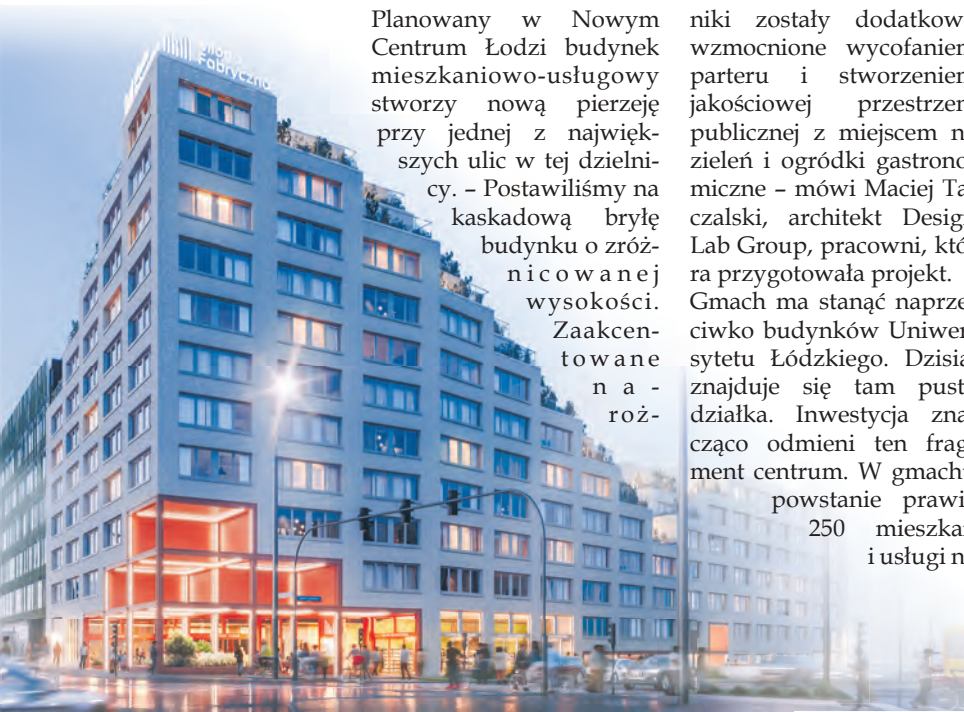 Fabryczna
Planowany w Nowym
Centrum Łodzi budynek
mieszkaniowo-usługowy
stworzy nową pierzeję
przy jednej z najwięk-
szych ulic w tej dzielni-
cy. – Postawiliśmy na
kaskadową bryłę
budynku o zróż-
nicowanej
wysokości.
Zaakcen-
towane
na-
roż-
niki zostały dodatkow
wzmocnione wycofaniem
parteru i stworzeniem
jakościowej przestrzen
publicznej z miejscem n
zieleń i ogródki gastrono
miczne – mówi Maciej Ta
czalski, architekt Desig
Lab Group, pracowni, któ
ra przygotowała projekt.
Gmach ma stanąć naprze
ciwko budynków Uniwer
sytetu Łódzkiego. Dzisia
znajduje się tam pust
działka. Inwestycja zna
cząco odmieni ten frag
ment centrum. W gmach
powstanie prawi
250 mieszka
i usługi n